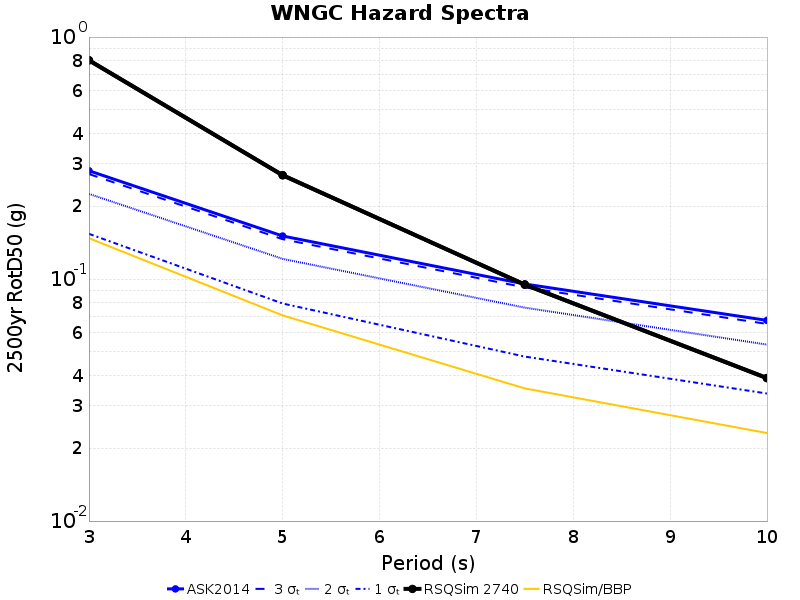 WNGC Hazard Spectra
2500yr RotD50 (g)
10⁰
8
6
4
3
2
10⁻¹
8
6
4
3
2
10⁻²
3 4 5 6 7 8 9 10
Period (s)
ASK2014 3 σₜ 2 σₜ 1 σₜ RSQSim 2740 RSQSim/BBP